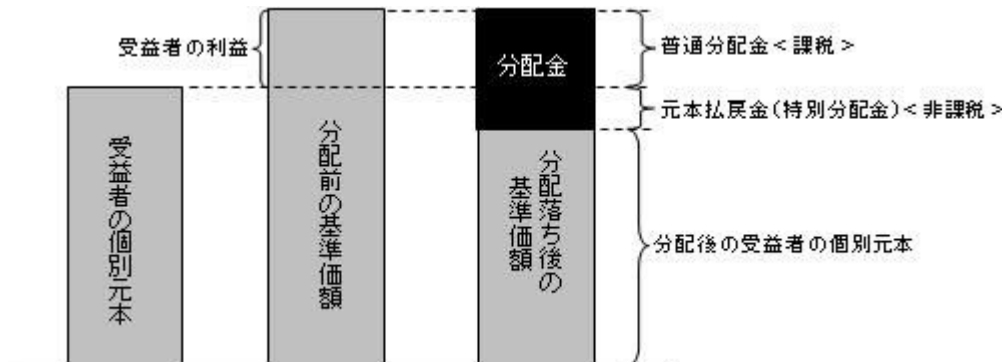 受益者の利益
分配金
普通分配金<課税>
元本払戻金(特別分配金)<非課税>
受益者の個別元本
分配前の基準価額
分配落ち後の
基準価額
分配後の受益者の個別元本